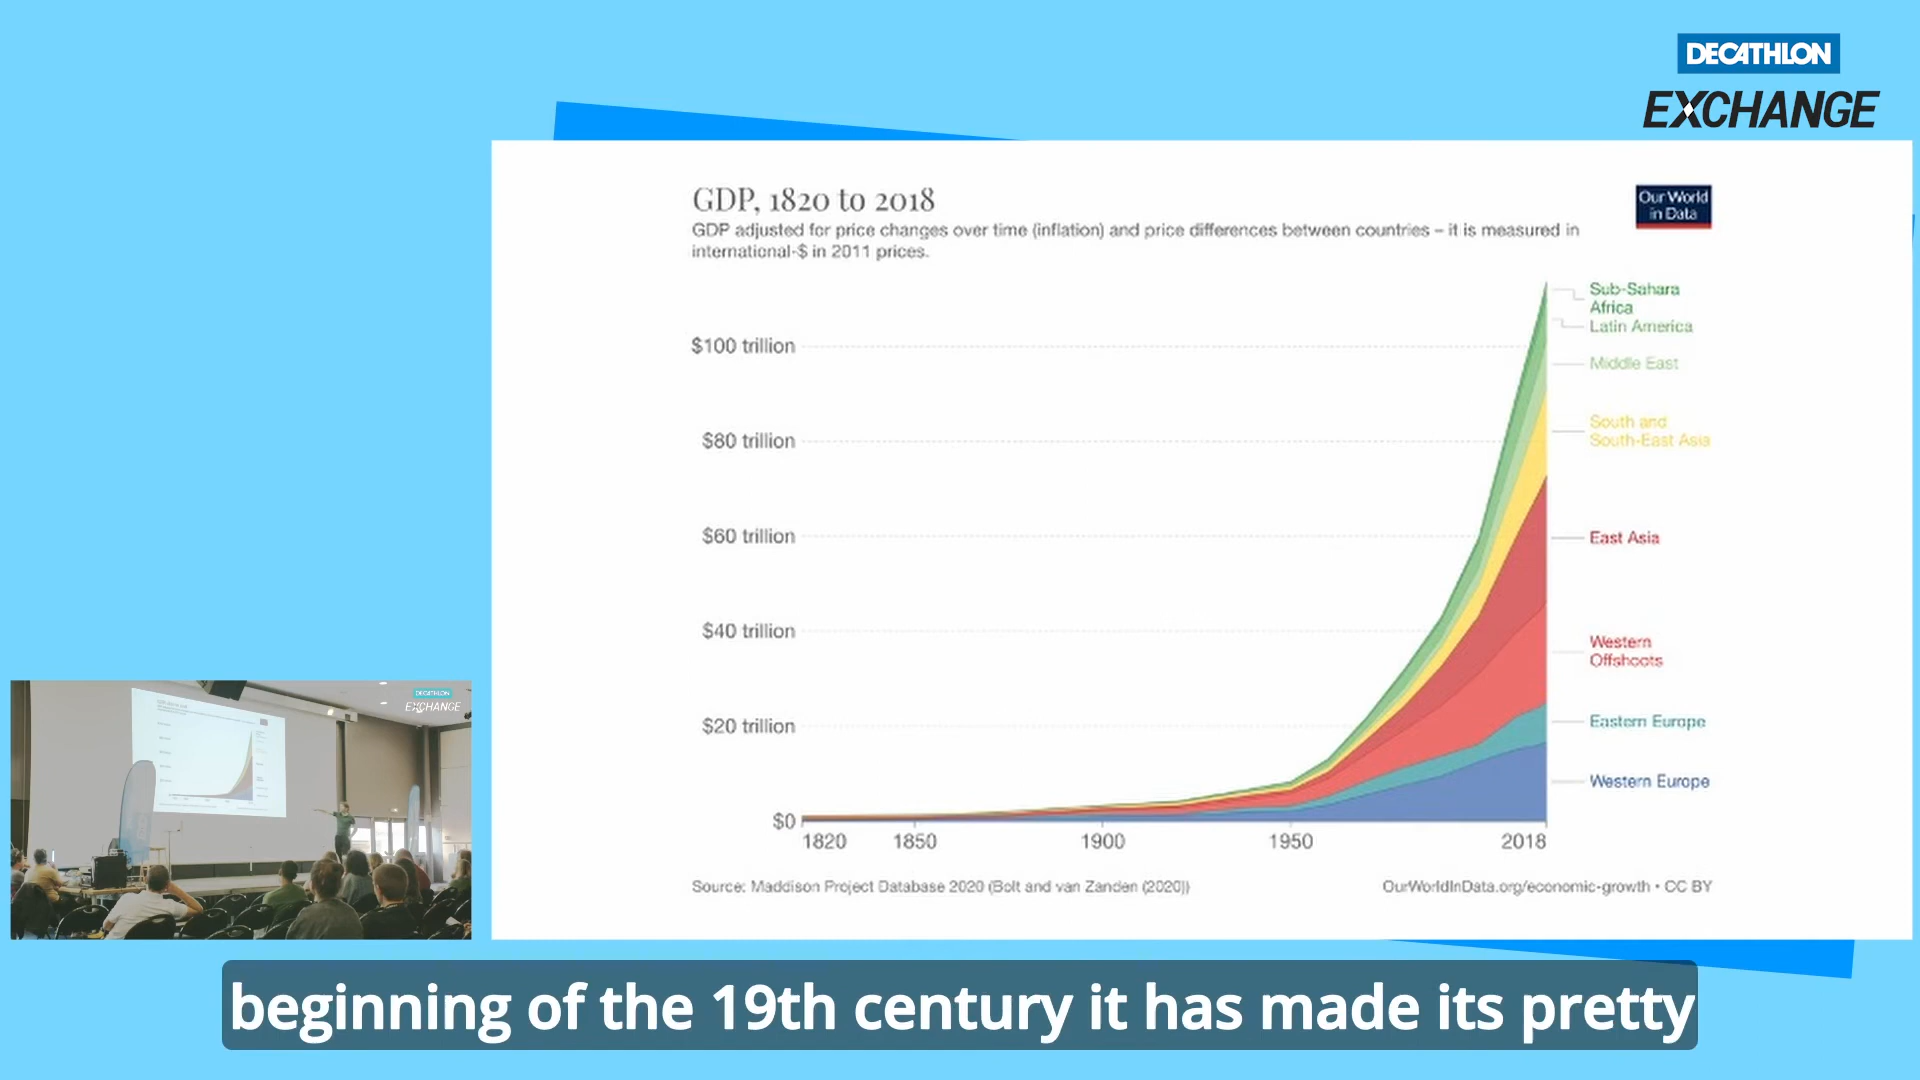 DECATHLON
EXCHANGE
GDP, 1820 to 2018
Our World
in Data
GDP adjusted for price changes over time (inflation) and price differences between countries – it is measured in
international-$ in 2011 prices.
$100 trillion
$80 trillion
$60 trillion
$40 trillion
$20 trillion
$0
1820
1850
1900
1950
2018
Sub-Sahara
Africa
Latin America
Middle East
South and
South-East Asia
East Asia
Western
Offshoots
Eastern Europe
Western Europe
Source: Maddison Project Database 2020 (Bolt and van Zanden (2020))
OurWorldInData.org/economic-growth • CC BY
DECATHLON
EXCHANGE
beginning of the 19th century it has made its pretty